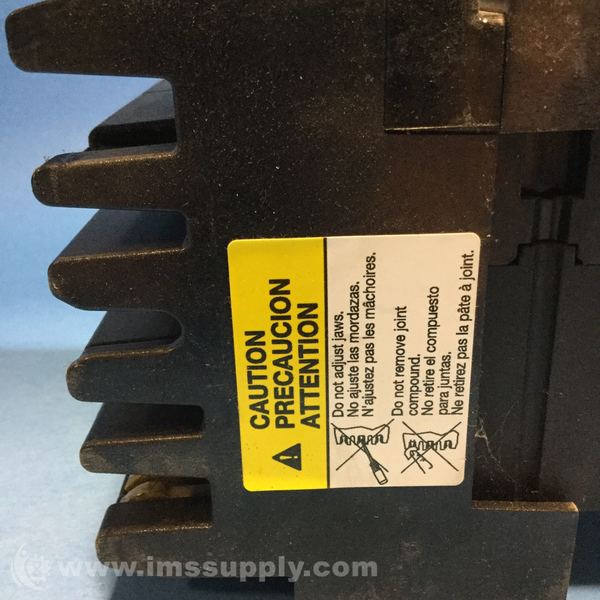 CAUTION
PRECAUCION
ATTENTION
Do not adjust jaws.
No ajuste las mordazas.
N'ajustez pas les mâchoires.
Do not remove joint
compound.
No retire el compuesto
para juntas.
Ne retirez pas la pâte à joint.
www.imssupply.com